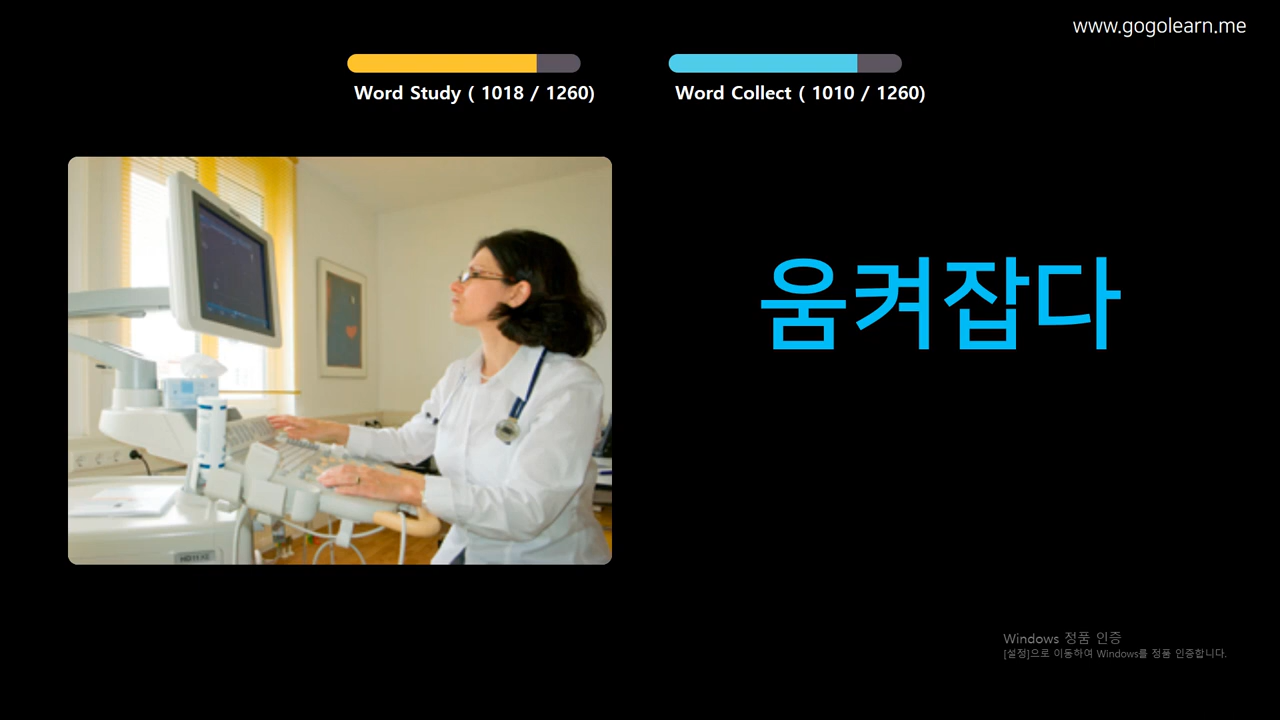 www.gogolearn.me
Word Study ( 1018 / 1260)
Word Collect ( 1010 / 1260)
움켜잡다
Windows 정품 인증
[설정]으로 이동하여 Windows를 정품 인증합니다.